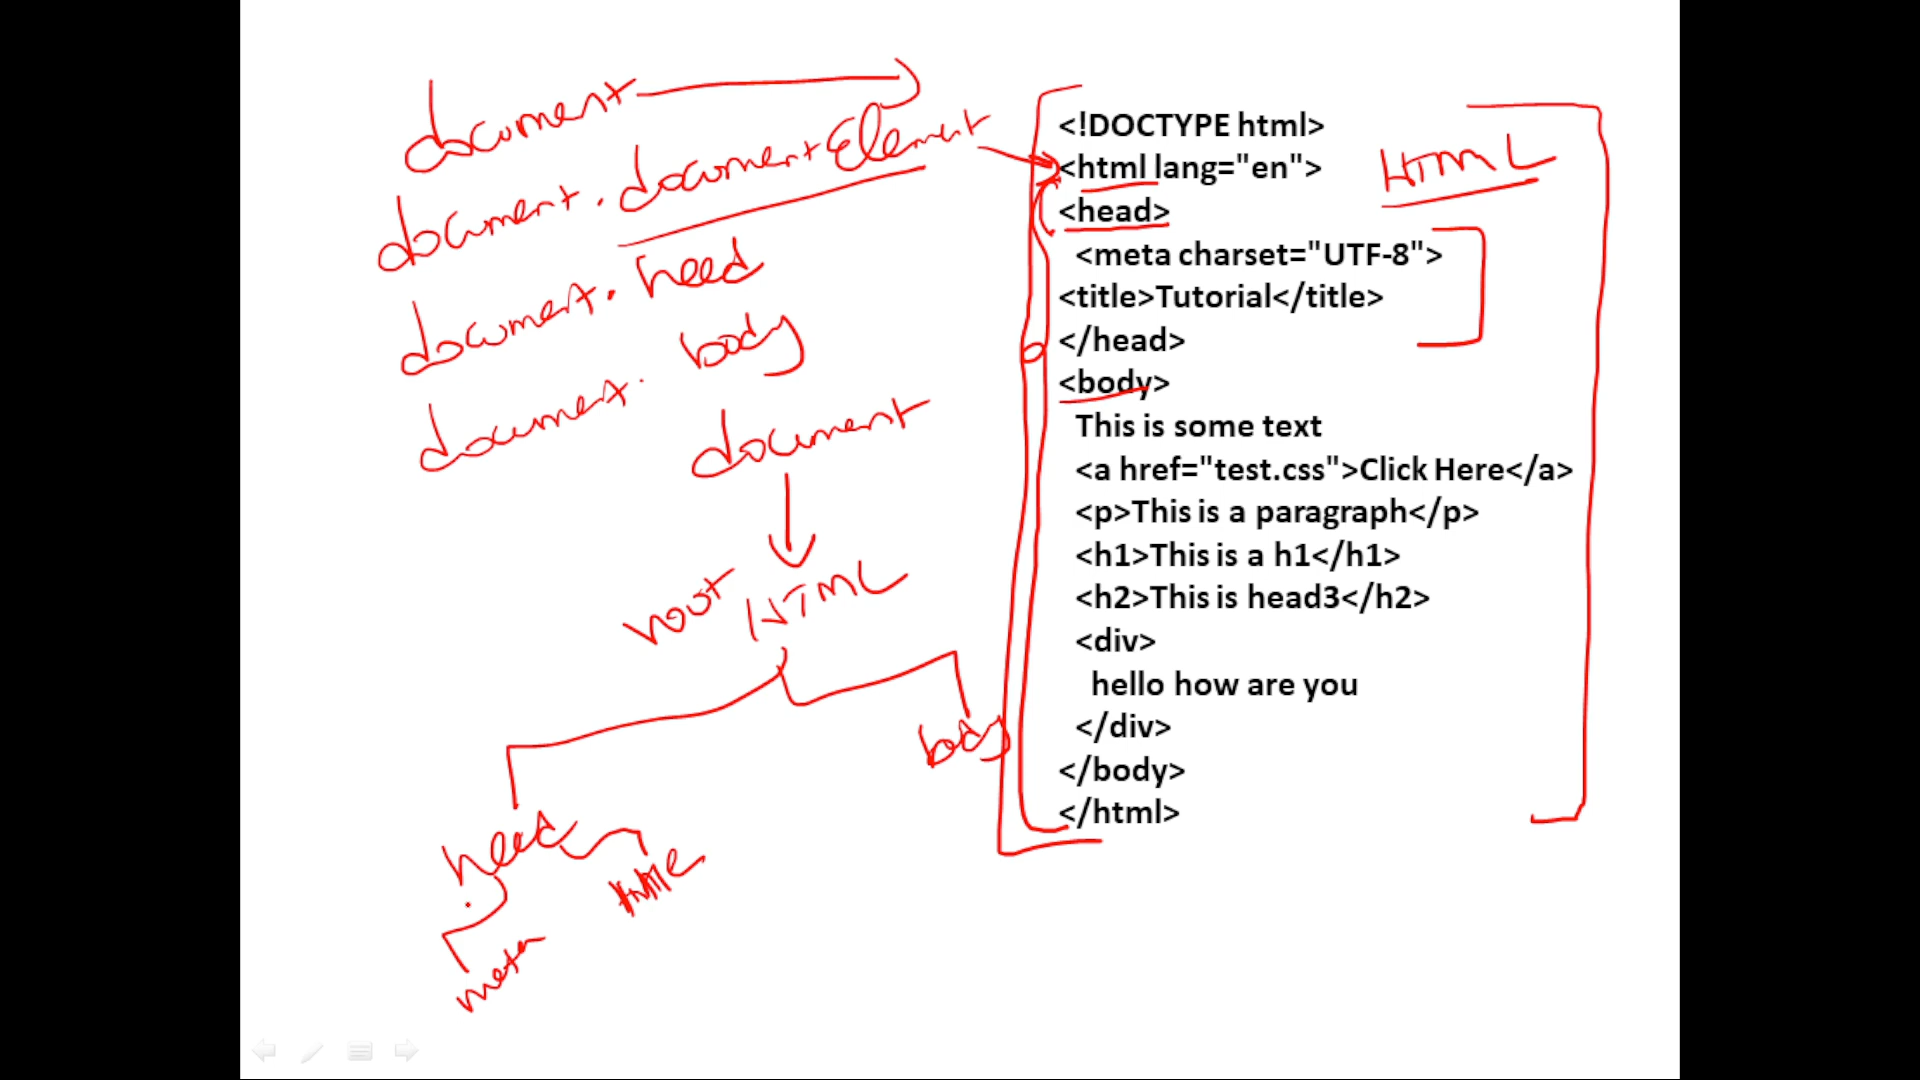 document
document.documentElement
document.head
document.body
document
root HTML
head
body
meta
title
<!DOCTYPE html>
<html lang="en">
<head>
<meta charset="UTF-8">
<title>Tutorial</title>
</head>
<body>
This is some text
<a href="test.css">Click Here</a>
<p>This is a paragraph</p>
<h1>This is a h1</h1>
<h2>This is head3</h2>
<div>
hello how are you
</div>
</body>
</html>
HTML